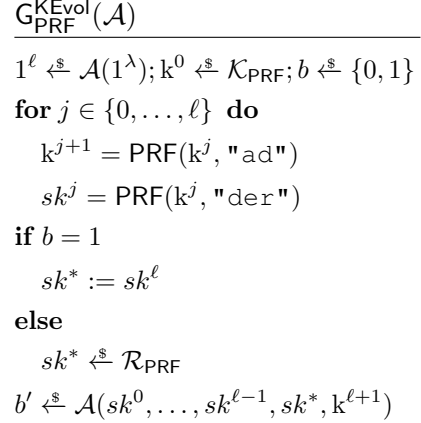 G^{KEvol}_{PRF}(𝒜)
1^ℓ ←$ 𝒜(1^λ); k^0 ←$ 𝒦_{PRF}; b ←$ {0, 1}
for j ∈ {0, . . . , ℓ} do
k^{j+1} = PRF(k^j, "ad")
sk^j = PRF(k^j, "der")
if b = 1
sk^* := sk^ℓ
else
sk^* ←$ ℛ_{PRF}
b′ ←$ 𝒜(sk^0, . . . , sk^{ℓ−1}, sk^*, k^{ℓ+1})